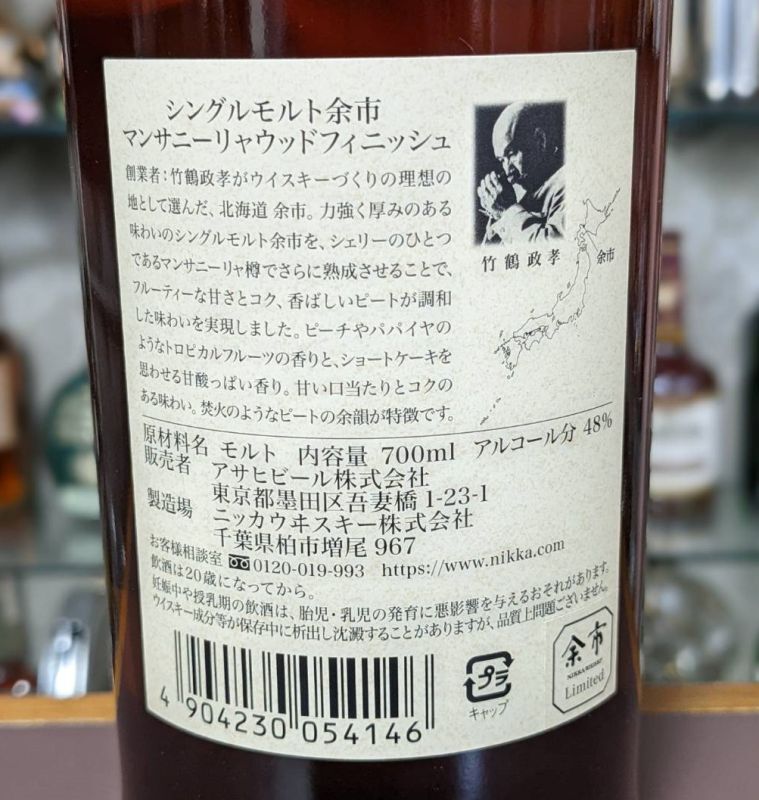 シングルモルト余市
マンサニーリャウッドフィニッシュ
創業者:竹鶴政孝がウイスキーづくりの理想の
地として選んだ、北海道 余市。力強く厚みのある
味わいのシングルモルト余市を、シェリーのひとつ
であるマンサニーリャ樽でさらに熟成させることで、
フルーティーな甘さとコク、香ばしいピートが調和
した味わいを実現しました。ピーチやパパイヤの
ようなトロピカルフルーツの香りと、ショートケーキを
思わせる甘酸っぱい香り。甘い口当たりとコクの
ある味わい。焚火のようなピートの余韻が特徴です。
竹鶴政孝
余市
原材料名 モルト 内容量 700ml アルコール分 48%
販売者 アサヒビール株式会社
東京都墨田区吾妻橋 1-23-1
製造場 ニッカウヰスキー株式会社
千葉県柏市増尾 967
お客様相談室 0120-019-993 https://www.nikka.com
飲酒は20歳になってから。
妊娠中や授乳期の飲酒は、胎児・乳児の発育に悪影響を与えるおそれがあります。
ウイスキー成分等が保存中に析出し沈澱することがありますが、品質上問題ございません。
4 904230 054146
プラ
キャップ
余市
NIKKA WHISKY
Limited